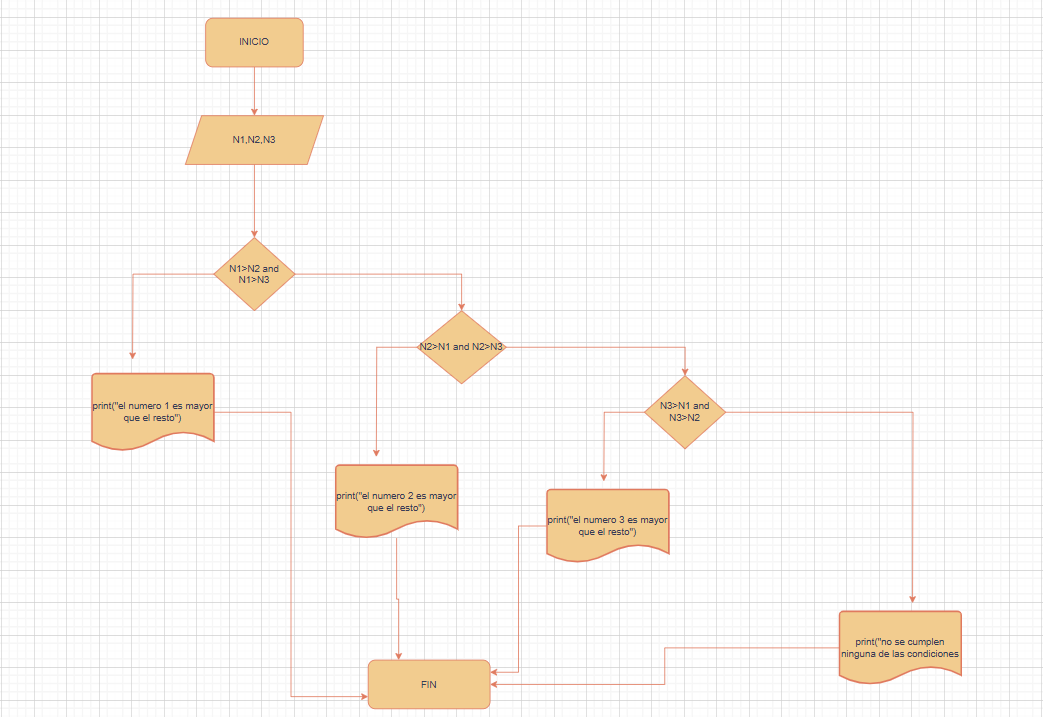 INICIO
N1,N2,N3
N1>N2 and
N1>N3
N2>N1 and N2>N3
N3>N1 and
N3>N2
print("el numero 1 es mayor
que el resto")
print("el numero 2 es mayor
que el resto")
print("el numero 3 es mayor
que el resto")
print("no se cumplen
ninguna de las condiciones
FIN